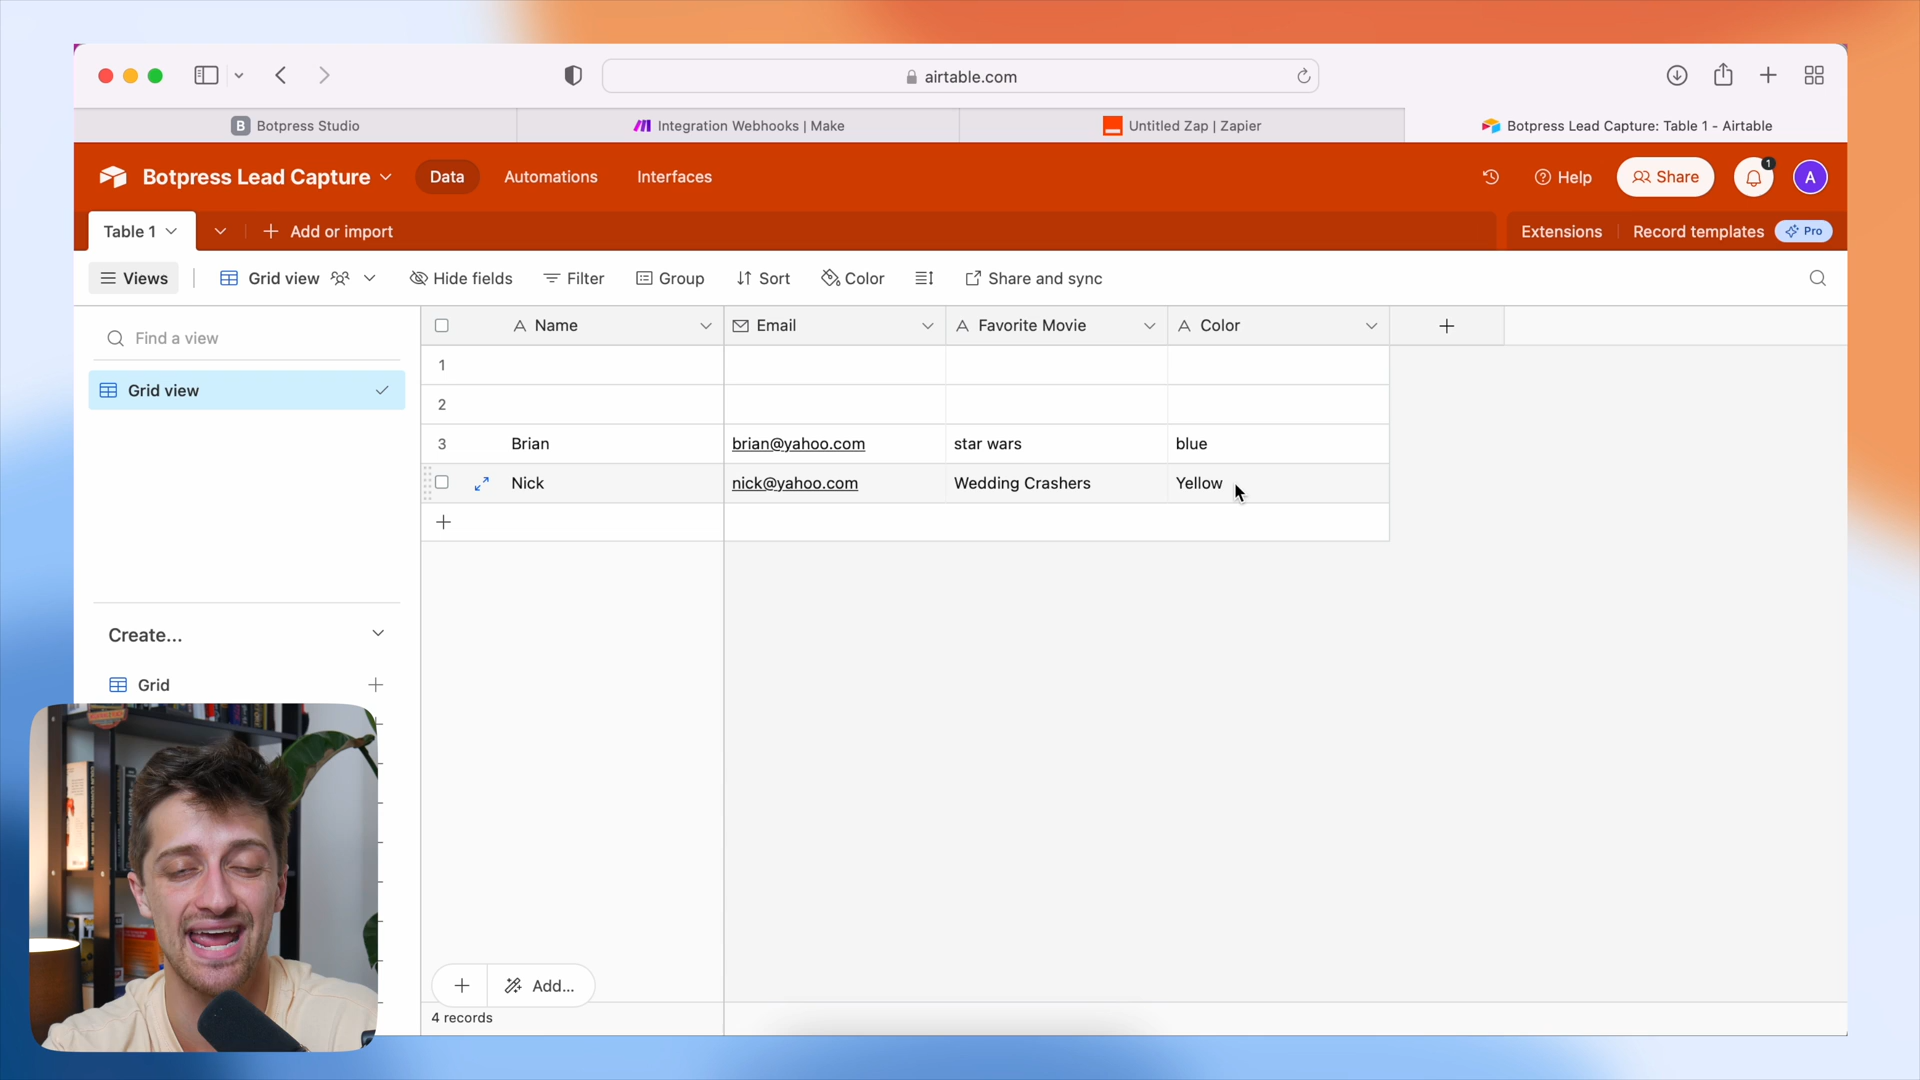 airtable.com
B Botpress Studio
Integration Webhooks | Make
Untitled Zap | Zapier
Botpress Lead Capture: Table 1 - Airtable
Botpress Lead Capture
Data
Automations
Interfaces
Help
Share
1
A
Table 1
Add or import
Extensions
Record templates
Pro
Views
Grid view
Hide fields
Filter
Group
Sort
Color
Share and sync
Find a view
Grid view
Name Email Favorite Movie Color
1
2
3 Brian brian@yahoo.com star wars blue
Nick nick@yahoo.com Wedding Crashers Yellow
Create...
Grid
Add...
4 records